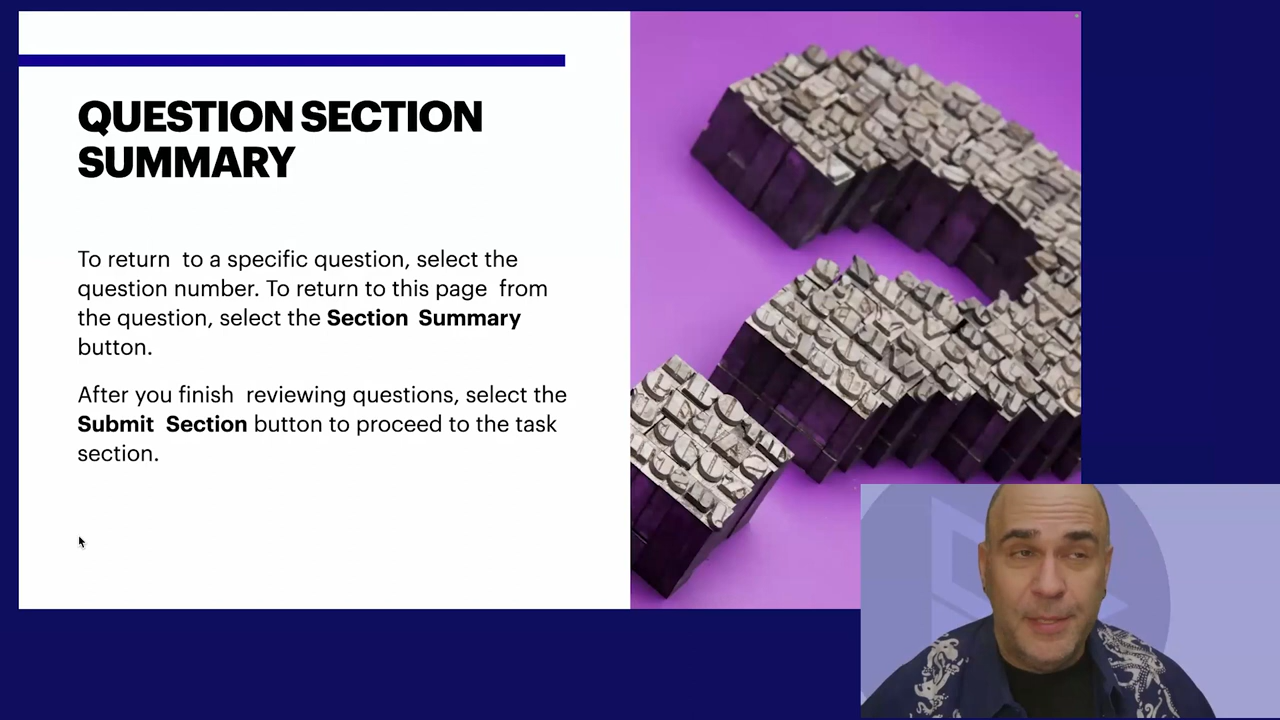 QUESTION SECTION
SUMMARY
To return to a specific question, select the
question number. To return to this page from
the question, select the Section Summary
button.
After you finish reviewing questions, select the
Submit Section button to proceed to the task
section.